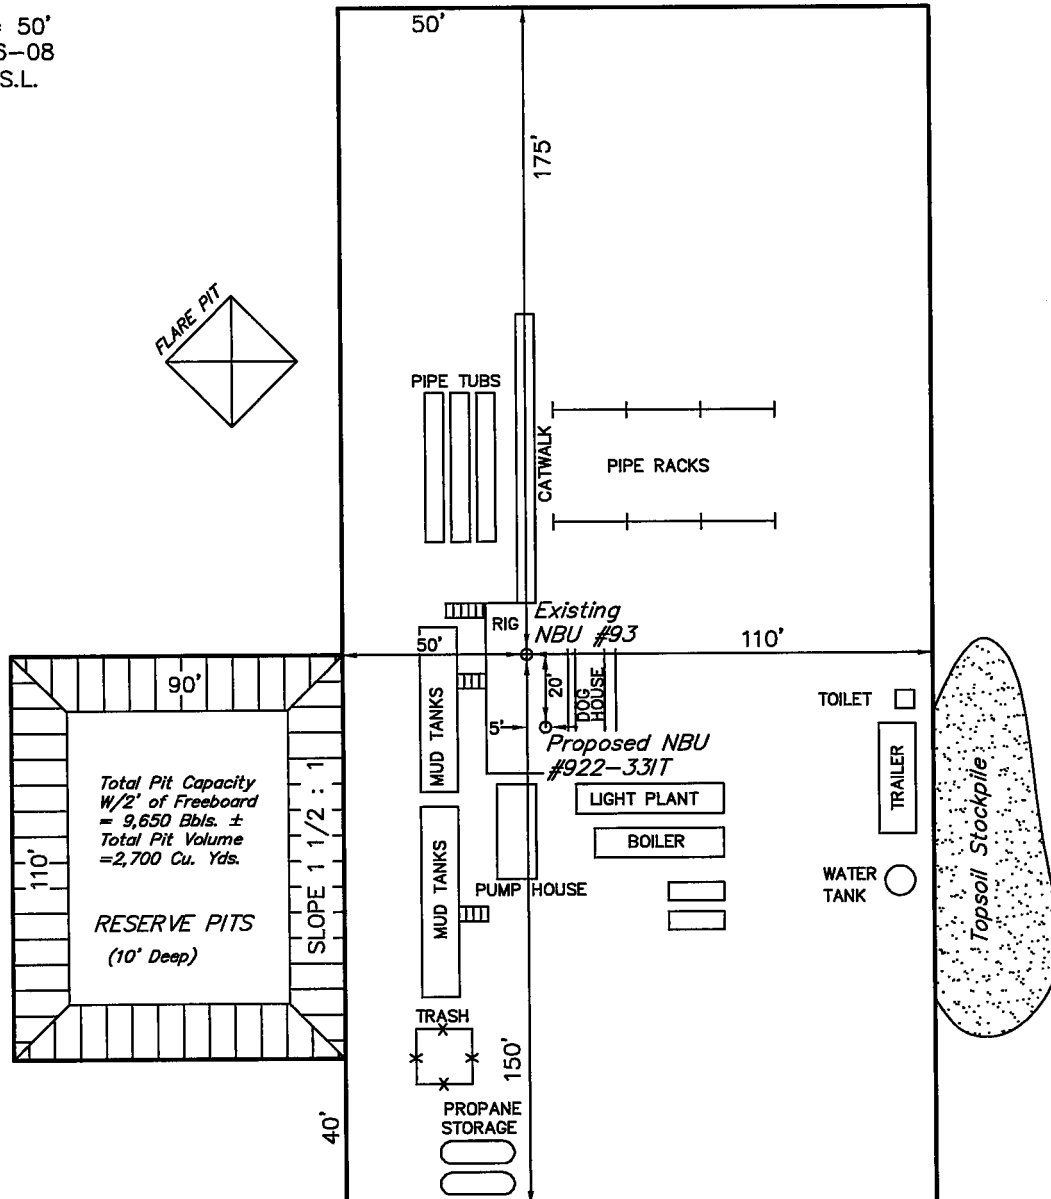 = 50'
6-08
S.L.
50'
175'
FLARE PIT
PIPE TUBS
CATWALK
PIPE RACKS
RIG
Existing
NBU #93
50'
110'
90'
20'
DOG
HOUSE
5'
Proposed NBU
#922-33IT
MUD TANKS
TOILET
TRAILER
Topsoil Stockpile
LIGHT PLANT
BOILER
Total Pit Capacity
W/2' of Freeboard
= 9,650 Bbls. ±
Total Pit Volume
=2,700 Cu. Yds.
SLOPE 1 1/2 : 1
110'
MUD TANKS
PUMP HOUSE
WATER
TANK
RESERVE PITS
(10' Deep)
TRASH
150'
40'
PROPANE
STORAGE